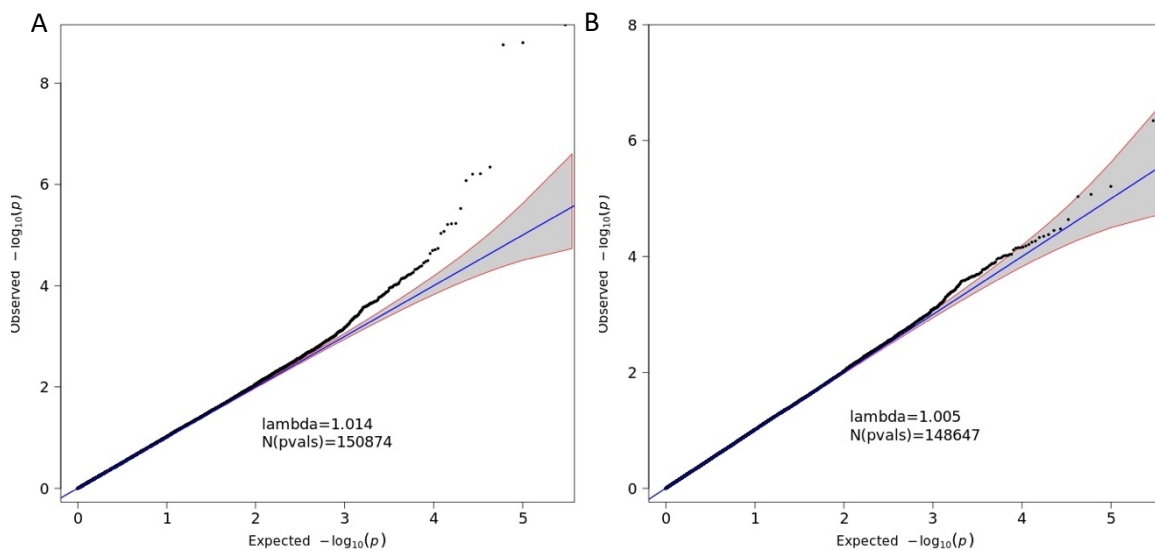 A
8
6
4
2
0
Observed −log10(p)
lambda=1.014
N(pvals)=150874
0 1 2 3 4 5
Expected −log10(p)
B
8
6
4
2
0
Observed −log10(p)
lambda=1.005
N(pvals)=148647
0 1 2 3 4 5
Expected −log10(p)